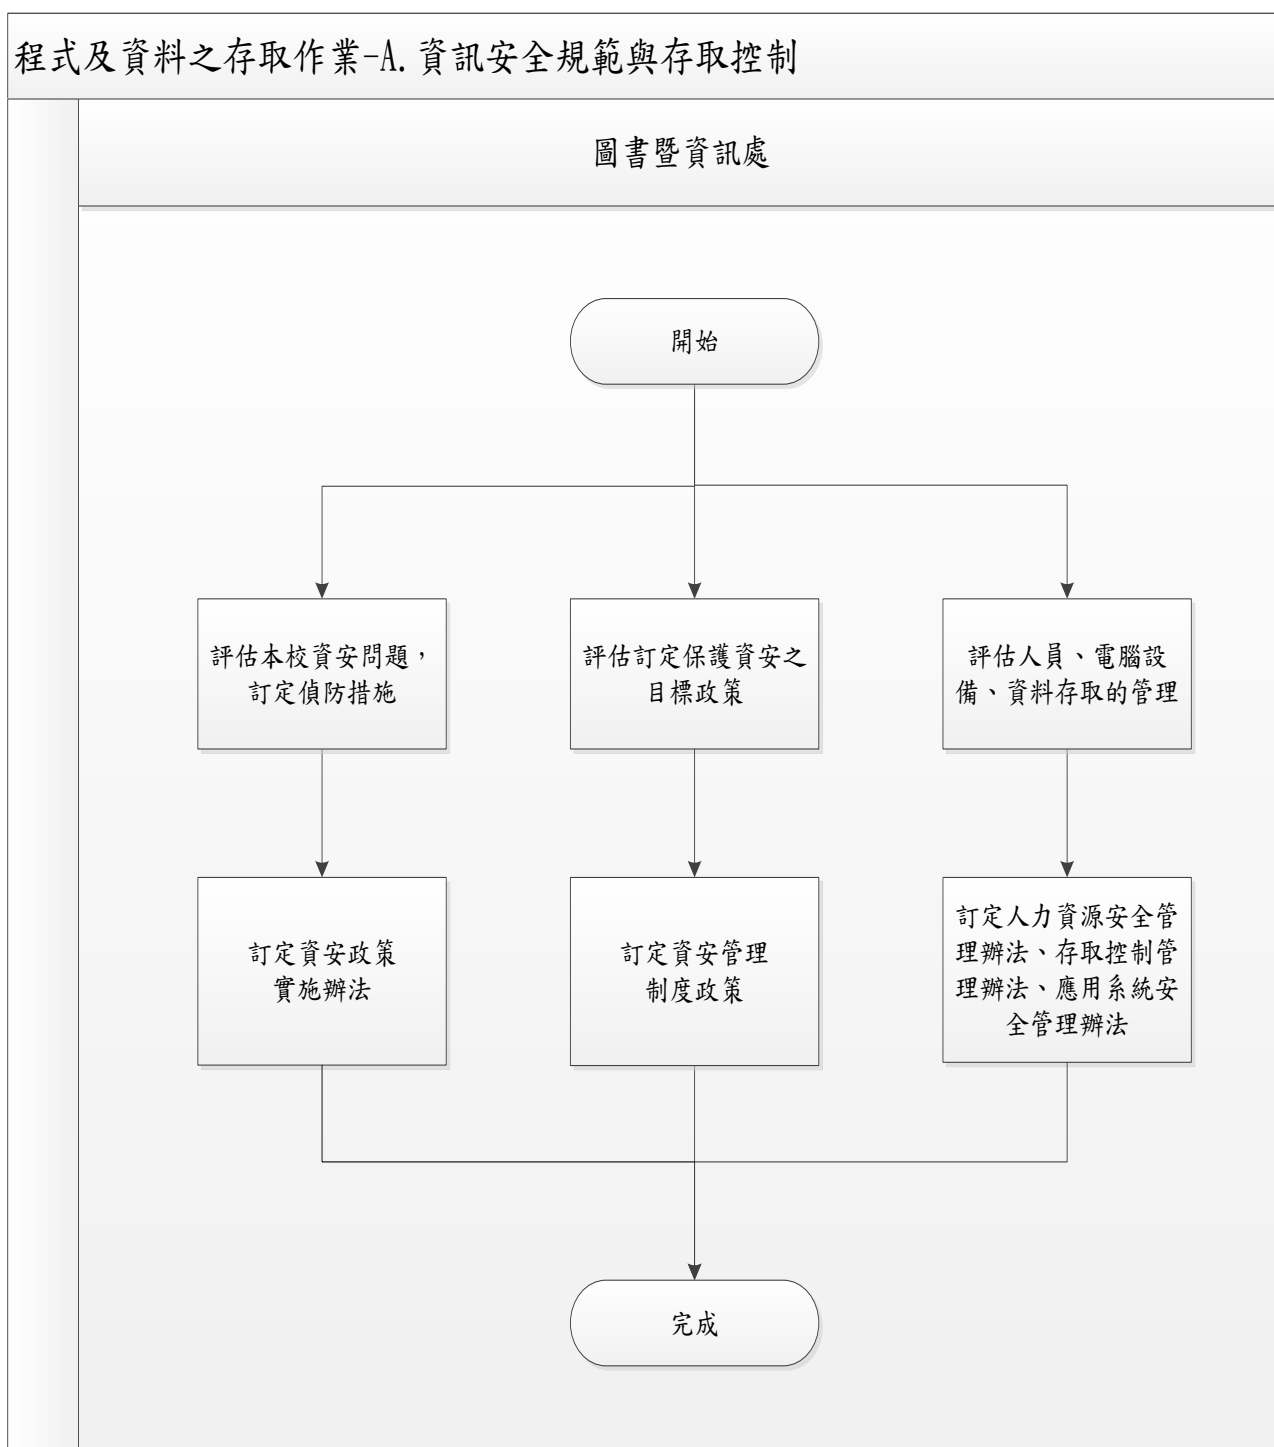 程式及資料之存取作業-A.資訊安全規範與存取控制
圖書暨資訊處
開始
評估本校資安問題，
訂定偵防措施
評估訂定保護資安之
目標政策
評估人員、電腦設
備、資料存取的管理
訂定資安政策
實施辦法
訂定資安管理
制度政策
訂定人力資源安全管
理辦法、存取控制管
理辦法、應用系統安
全管理辦法
完成